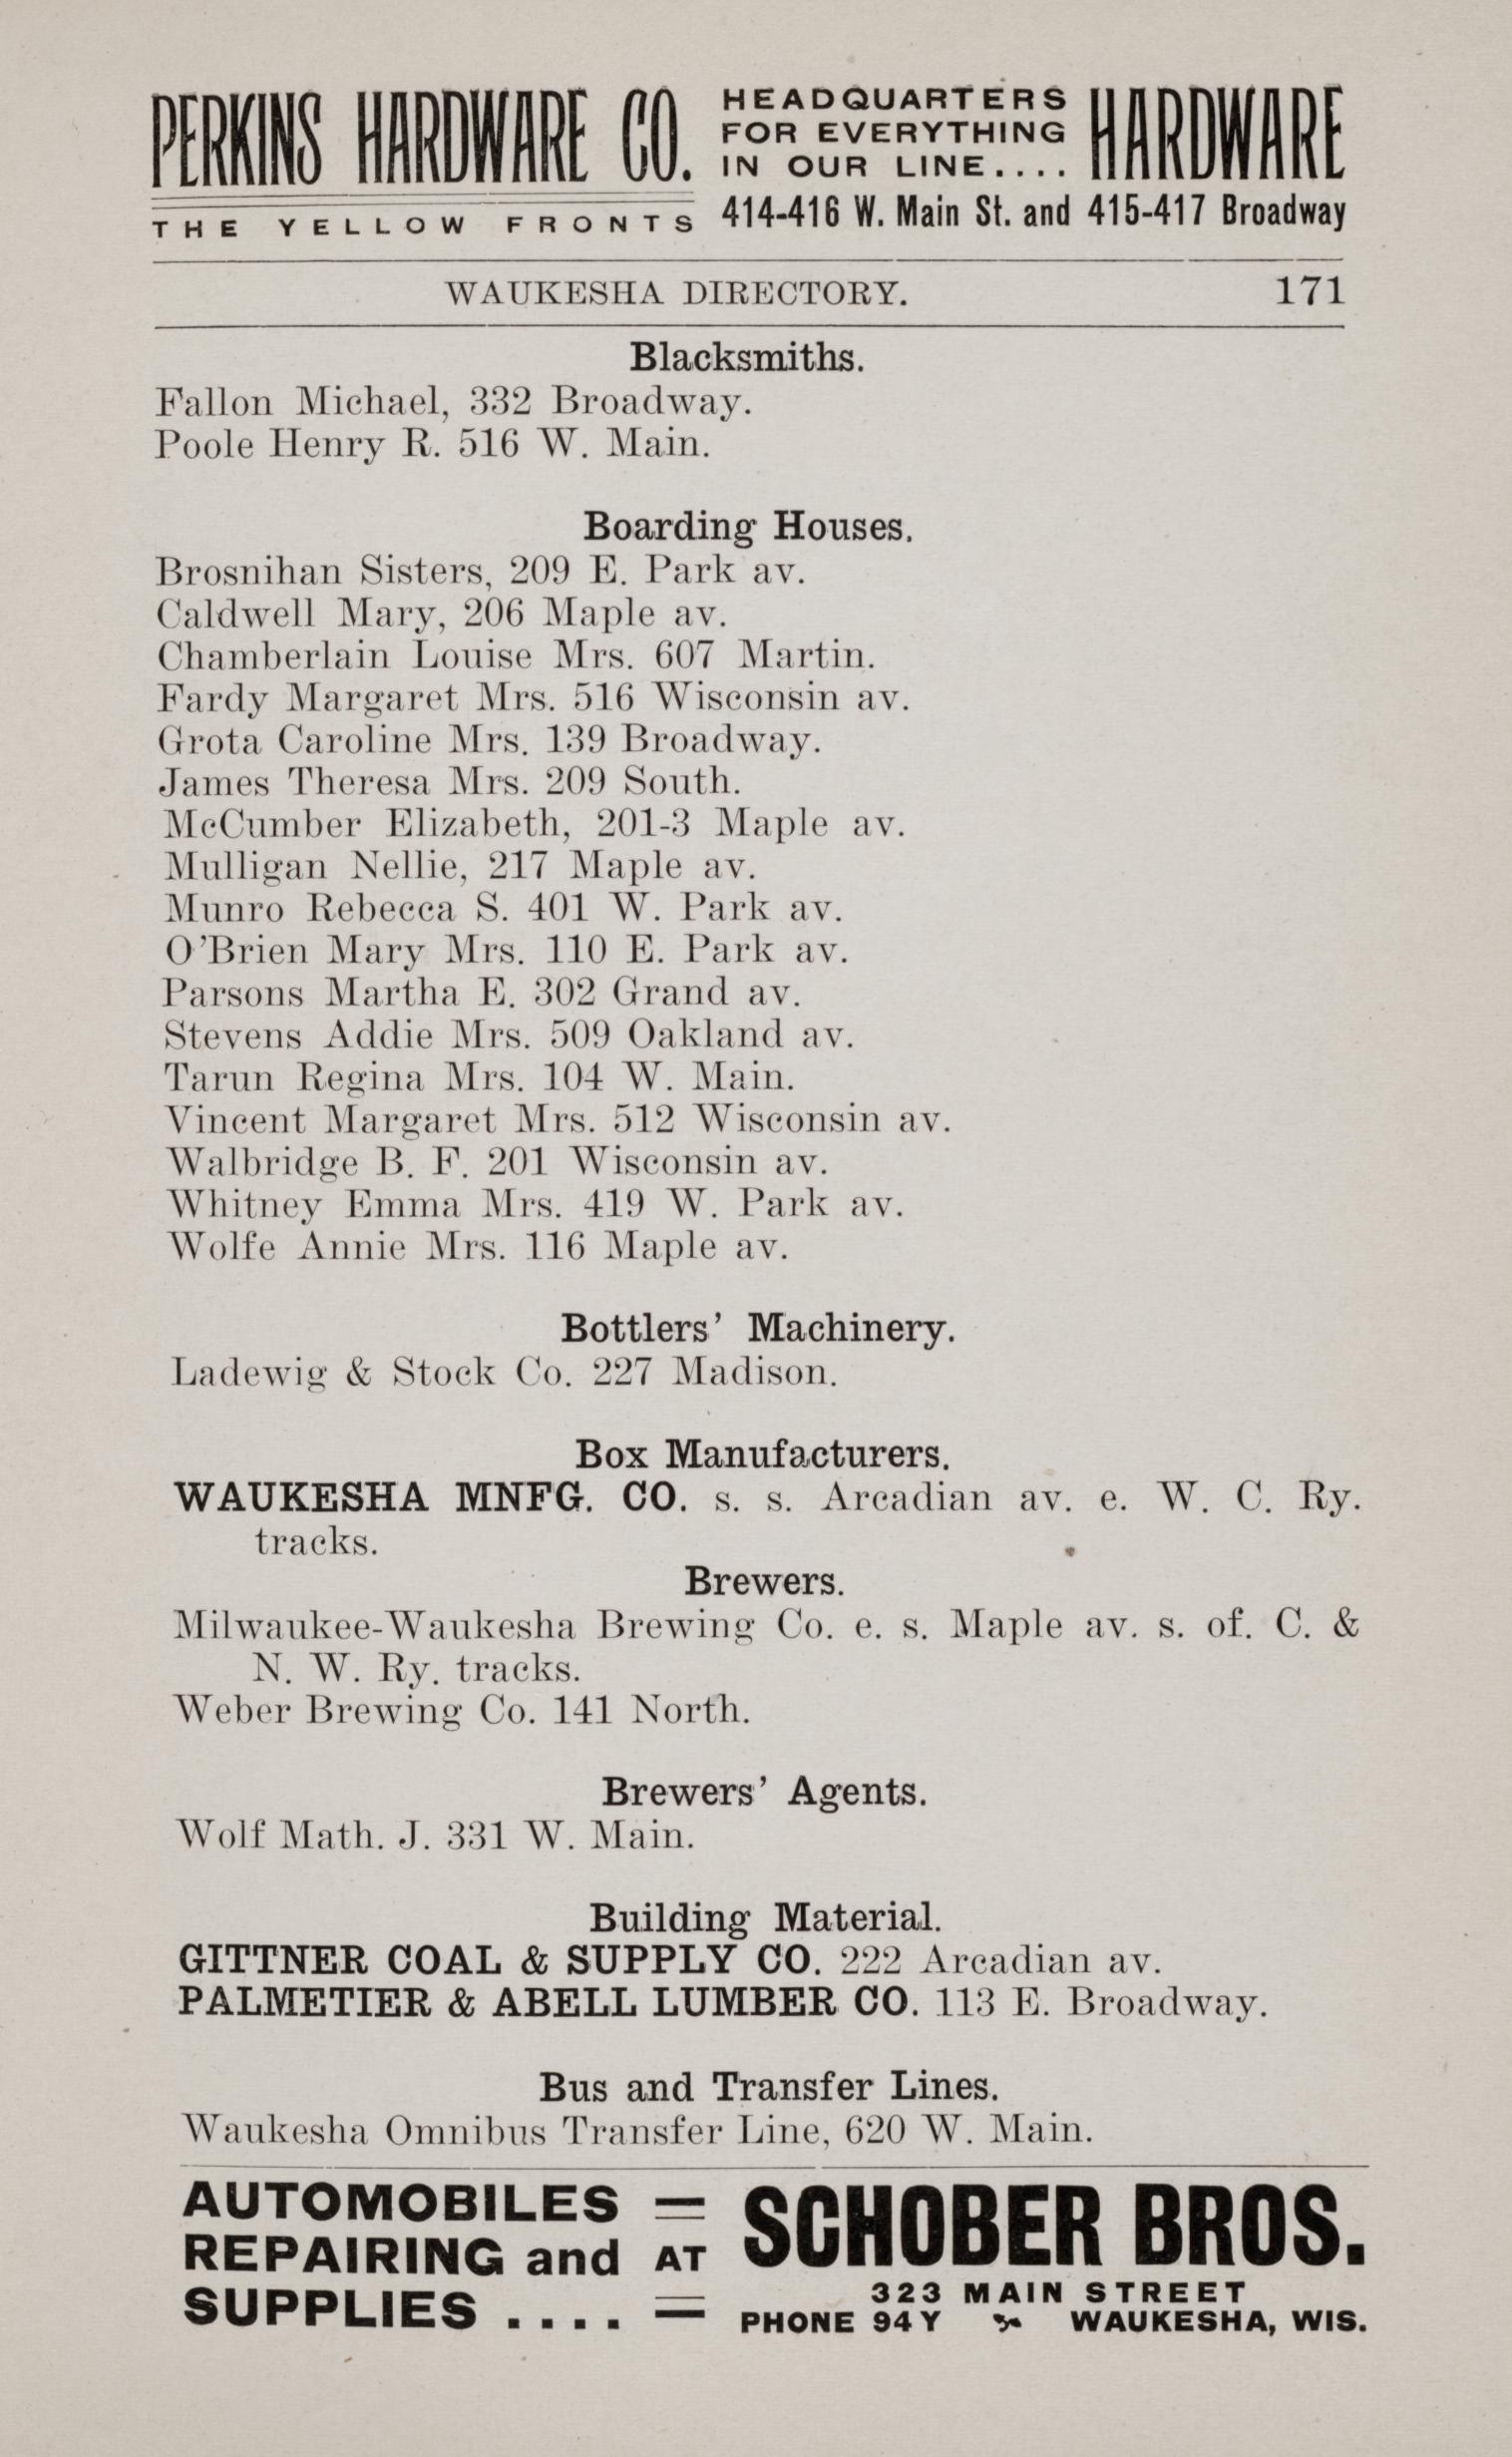 PERKINS HARDWARE CO. HEADQUARTERS FOR EVERYTHING IN OUR LINE.... HARDWARE
THE YELLOW FRONTS 414-416 W. Main St. and 415-417 Broadway
WAUKESHA DIRECTORY. 171
Blacksmiths.
Fallon Michael, 332 Broadway.
Poole Henry R. 516 W. Main.
Boarding Houses.
Brosnihan Sisters, 209 E. Park av.
Caldwell Mary, 206 Maple av.
Chamberlain Louise Mrs. 607 Martin.
Fardy Margaret Mrs. 516 Wisconsin av.
Grota Caroline Mrs. 139 Broadway.
James Theresa Mrs. 209 South.
McCumber Elizabeth, 201-3 Maple av.
Mulligan Nellie, 217 Maple av.
Munro Rebecca S. 401 W. Park av.
O'Brien Mary Mrs. 110 E. Park av.
Parsons Martha E. 302 Grand av.
Stevens Addie Mrs. 509 Oakland av.
Tarun Regina Mrs. 104 W. Main.
Vincent Margaret Mrs. 512 Wisconsin av.
Walbridge B. F. 201 Wisconsin av.
Whitney Emma Mrs. 419 W. Park av.
Wolfe Annie Mrs. 116 Maple av.
Bottlers' Machinery.
Ladewig & Stock Co. 227 Madison.
Box Manufacturers.
WAUKESHA MNFG. CO. s. s. Arcadian av. e. W. C. Ry.
tracks.
Brewers.
Milwaukee-Waukesha Brewing Co. e. s. Maple av. s. of. C. &
N. W. Ry. tracks.
Weber Brewing Co. 141 North.
Brewers' Agents.
Wolf Math. J. 331 W. Main.
Building Material.
GITTNER COAL & SUPPLY CO. 222 Arcadian av.
PALMETIER & ABELL LUMBER CO. 113 E. Broadway.
Bus and Transfer Lines.
Waukesha Omnibus Transfer Line, 620 W. Main.
AUTOMOBILES
REPAIRING and
SUPPLIES ....
AT
SCHOBER BROS.
323 MAIN STREET
PHONE 94 Y WAUKESHA, WIS.